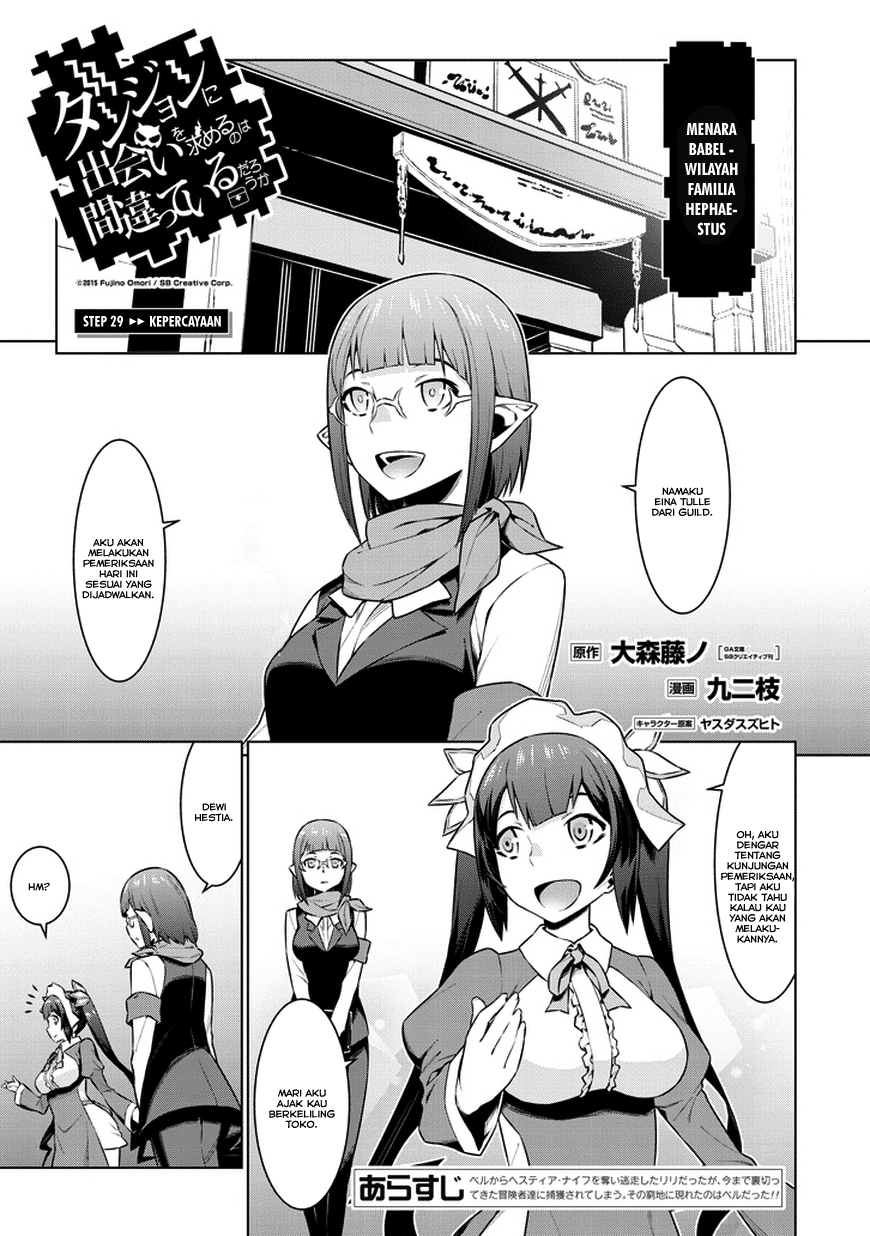 ダンジョンに
出会いを求めるのは
間違っているだろうか
©2015 Fujino Omori / SB Creative Corp.
STEP 29 ▸▸ KEPERCAYAAN
MENARA
BABEL -
WILAYAH
FAMILIA
HEPHAE-
STUS
NAMAKU
EINA TULLE
DARI GUILD.
AKU AKAN
MELAKUKAN
PEMERIKSAAN
HARI INI
SESUAI YANG
DIJADWALKAN.
原作 大森藤ノ [GA文庫/SBクリエイティブ刊]
漫画 九二枝
キャラクター原案 ヤスダスズヒト
OH, AKU
DENGAR
TENTANG
KUNJUNGAN
PEMERIKSAAN,
TAPI AKU
TIDAK TAHU
KALAU KAU
YANG AKAN
MELAKU-
KANNYA.
MARI AKU
AJAK KAU
BERKELILING
TOKO.
DEWI
HESTIA.
HM?
あらすじ
ベルからヘスティア・ナイフを奪い逃走したリリだったが、今まで裏切っ
てきた冒険者達に捕獲されてしまう。その窮地に現れたのはベルだった!!